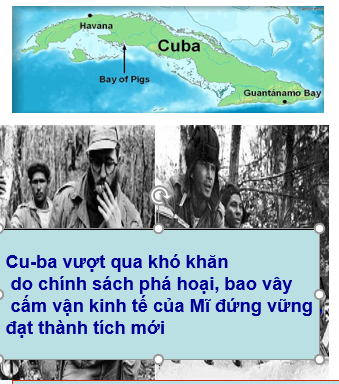 Havana
Cuba
Bay of Pigs
Guantánamo Bay
Cu-ba vượt qua khó khăn
do chính sách phá hoại, bao vây
cấm vận kinh tế của Mĩ đứng vững
đạt thành tích mới